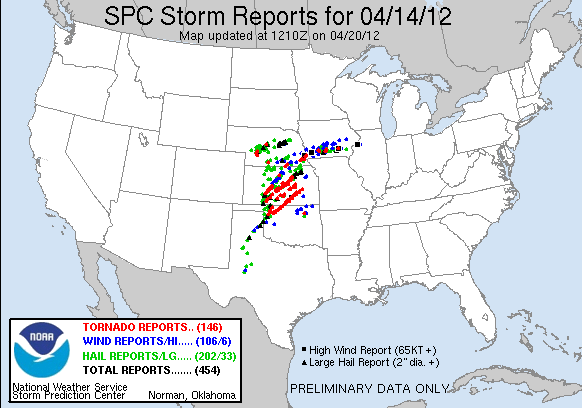 SPC Storm Reports for 04/14/12
Map updated at 1210Z on 04/20/12
NOAA
TORNADO REPORTS.. (146)
WIND REPORTS/HI..... (106/6)
HAIL REPORTS/LG..... (202/33)
TOTAL REPORTS....... (454)
National Weather Service
Storm Prediction Center Norman, Oklahoma
High Wind Report (65KT +)
Large Hail Report (2" dia. +)
PRELIMINARY DATA ONLY